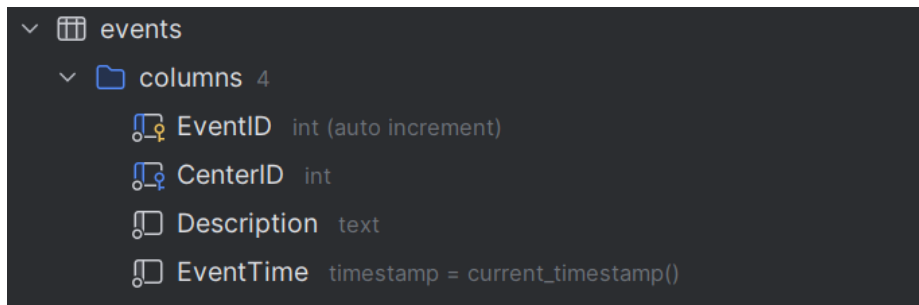 events
columns 4
EventID int (auto increment)
CenterID int
Description text
EventTime timestamp = current_timestamp()